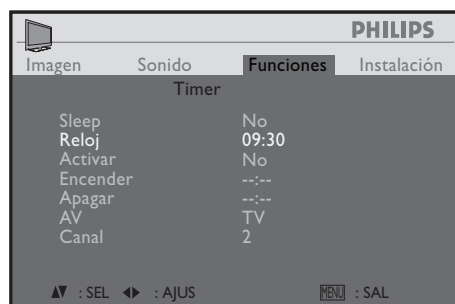 PHILIPS
Imagen Sonido Funciones Instalación
Timer
Sleep No
Reloj 09:30
Activar No
Encender --:--
Apagar --:--
AV TV
Canal 2
▲▼ : SEL ◀▶ : AJUS MENU : SAL